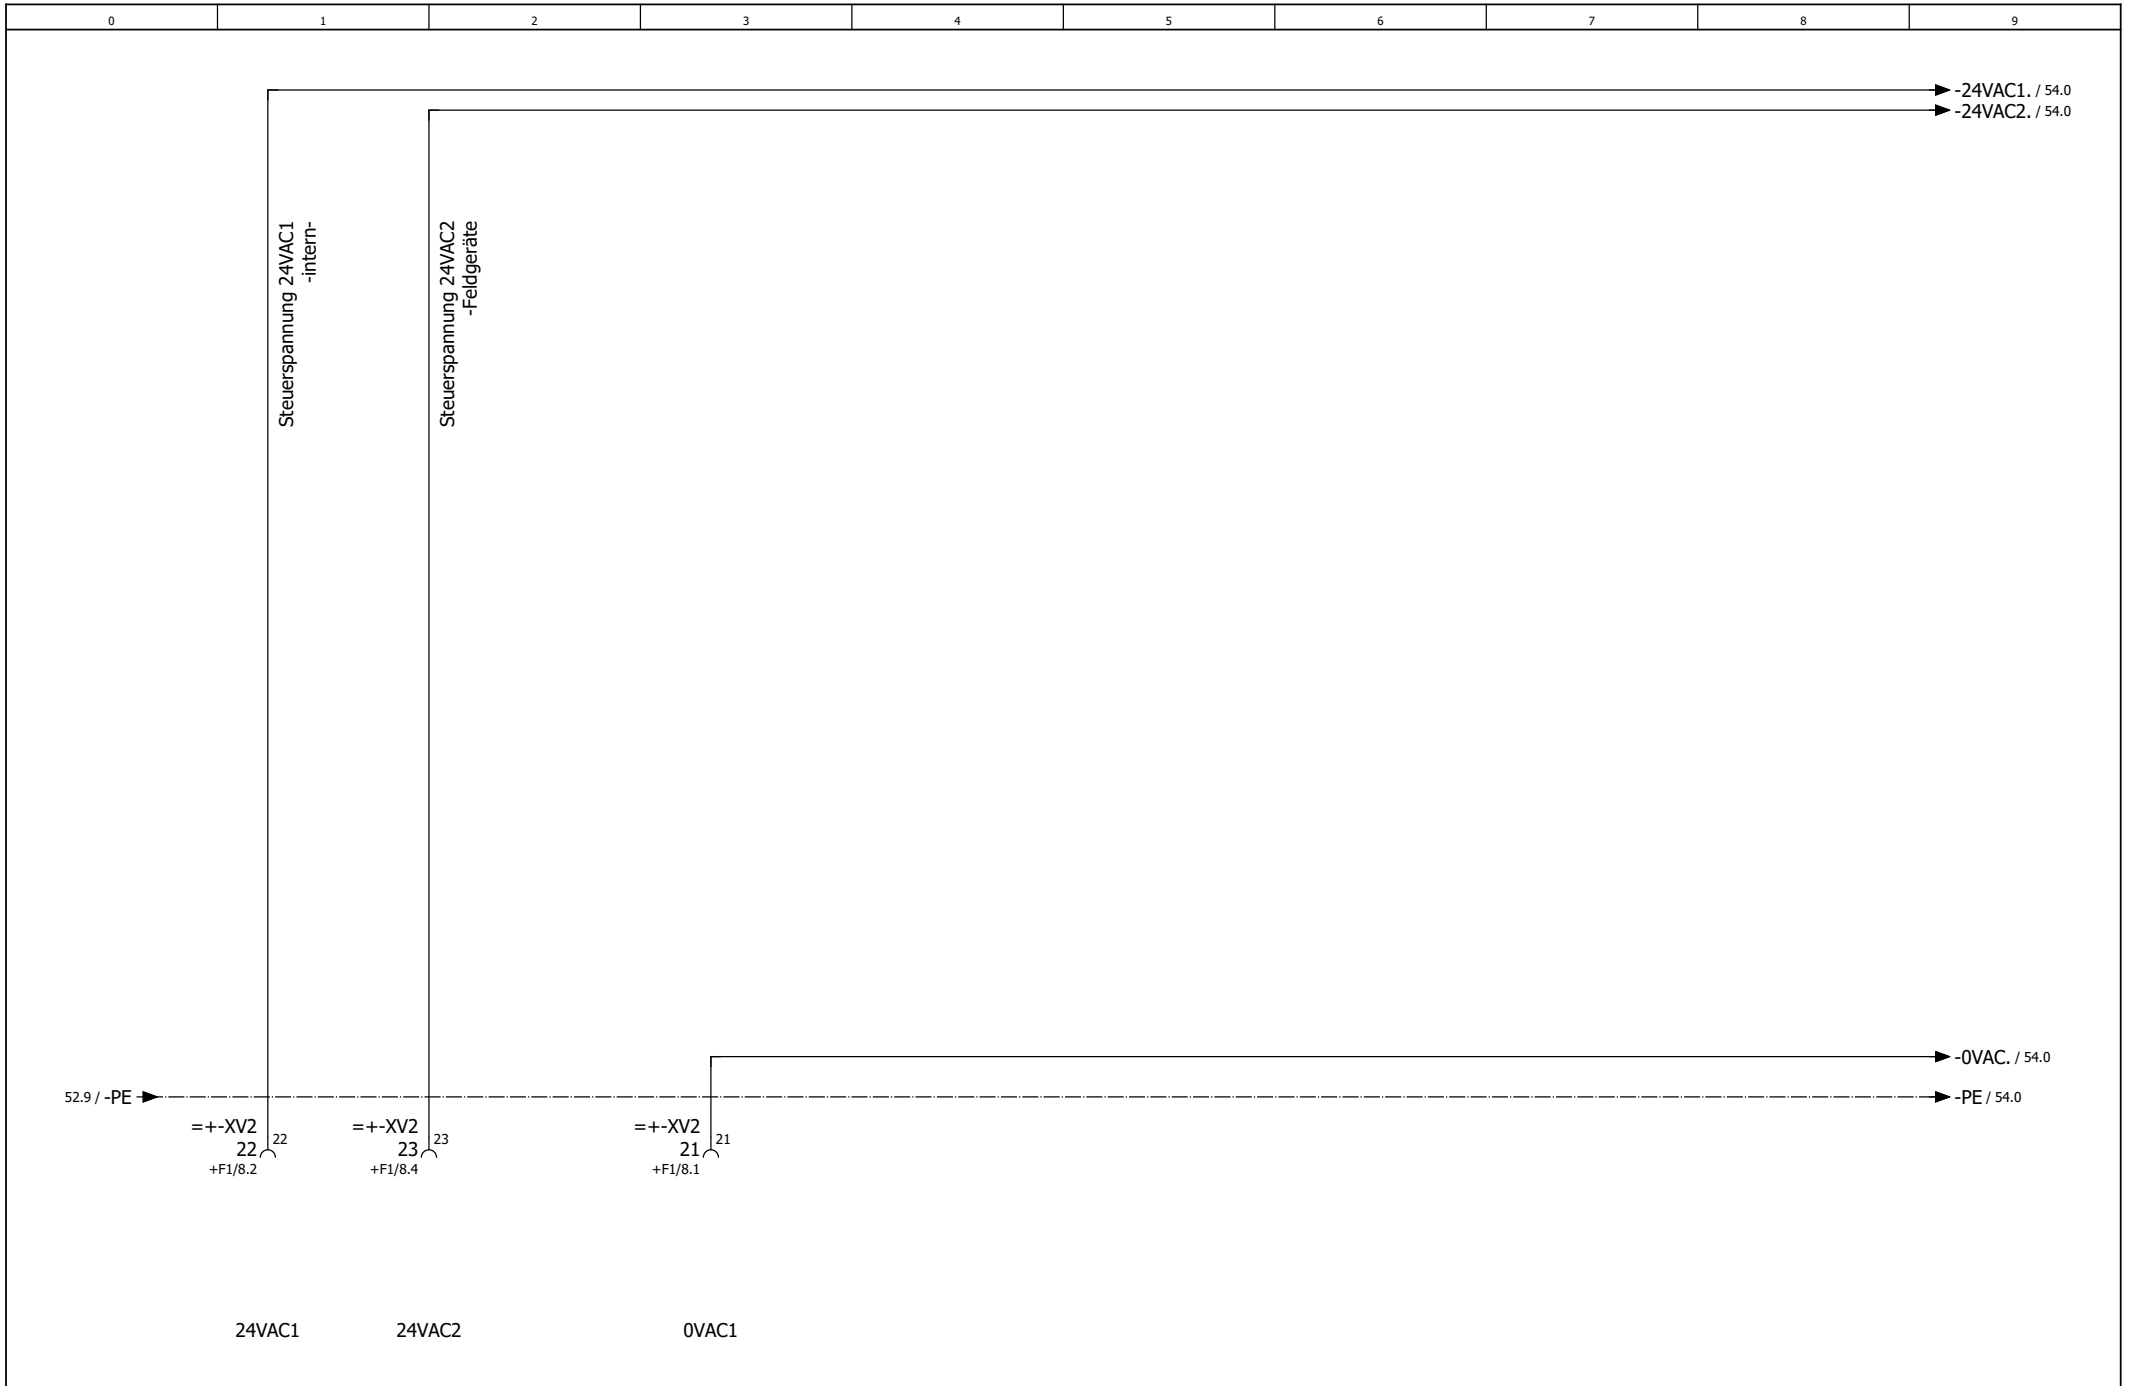 0 1 2 3 4 5 6 7 8 9
-24VAC1. / 54.0
-24VAC2. / 54.0
Steuerspannung 24VAC1
-intern-
Steuerspannung 24VAC2
-Feldgeräte
-0VAC. / 54.0
52.9 / -PE
-PE / 54.0
=+-XV2
22
22
+F1/8.2
=+-XV2
23
23
+F1/8.4
=+-XV2
21
21
+F1/8.1
24VAC1
24VAC2
0VAC1